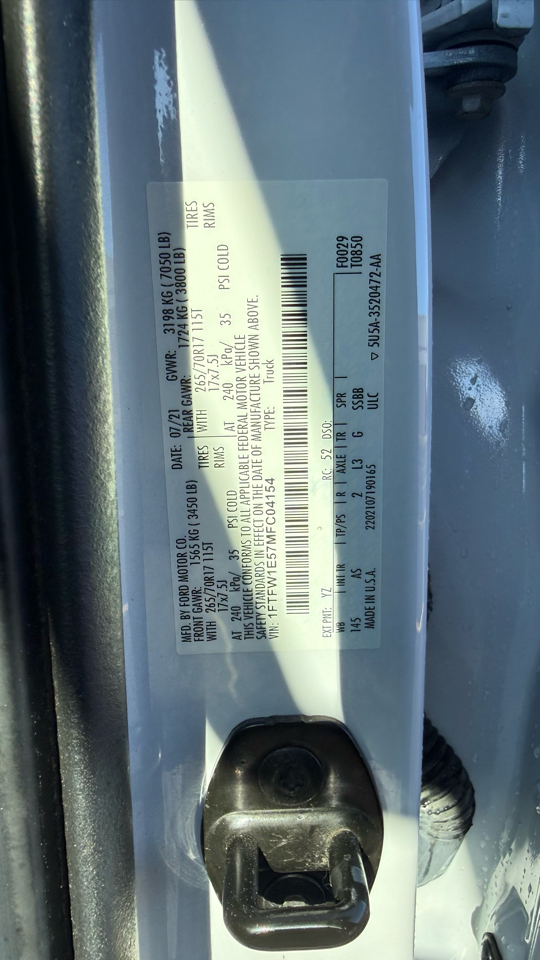 MFD. BY FORD MOTOR CO. DATE: 07/21 GVWR: 3198 KG ( 7050 LB)
FRONT GAWR: 1565 KG ( 3450 LB) REAR GAWR: 1724 KG ( 3800 LB)
WITH 265/70R17 115T TIRES WITH 265/70R17 115T TIRES
17x7.5J RIMS 17x7.5J RIMS
AT 240 kPa/ 35 PSI COLD AT 240 kPa/ 35 PSI COLD
THIS VEHICLE CONFORMS TO ALL APPLICABLE FEDERAL MOTOR VEHICLE
SAFETY STANDARDS IN EFFECT ON THE DATE OF MANUFACTURE SHOWN ABOVE.
VIN: 1FTFW1E57MFC04154 TYPE: Truck
EXT PNT: YZ RC: 52 DSO: F0029
WB INT TR TP/PS R AXLE TR SPR T0850
145 AS 2 L3 G SSBB
MADE IN U.S.A. 2202107190165 ULC ▽ 5U5A-3520472-AA